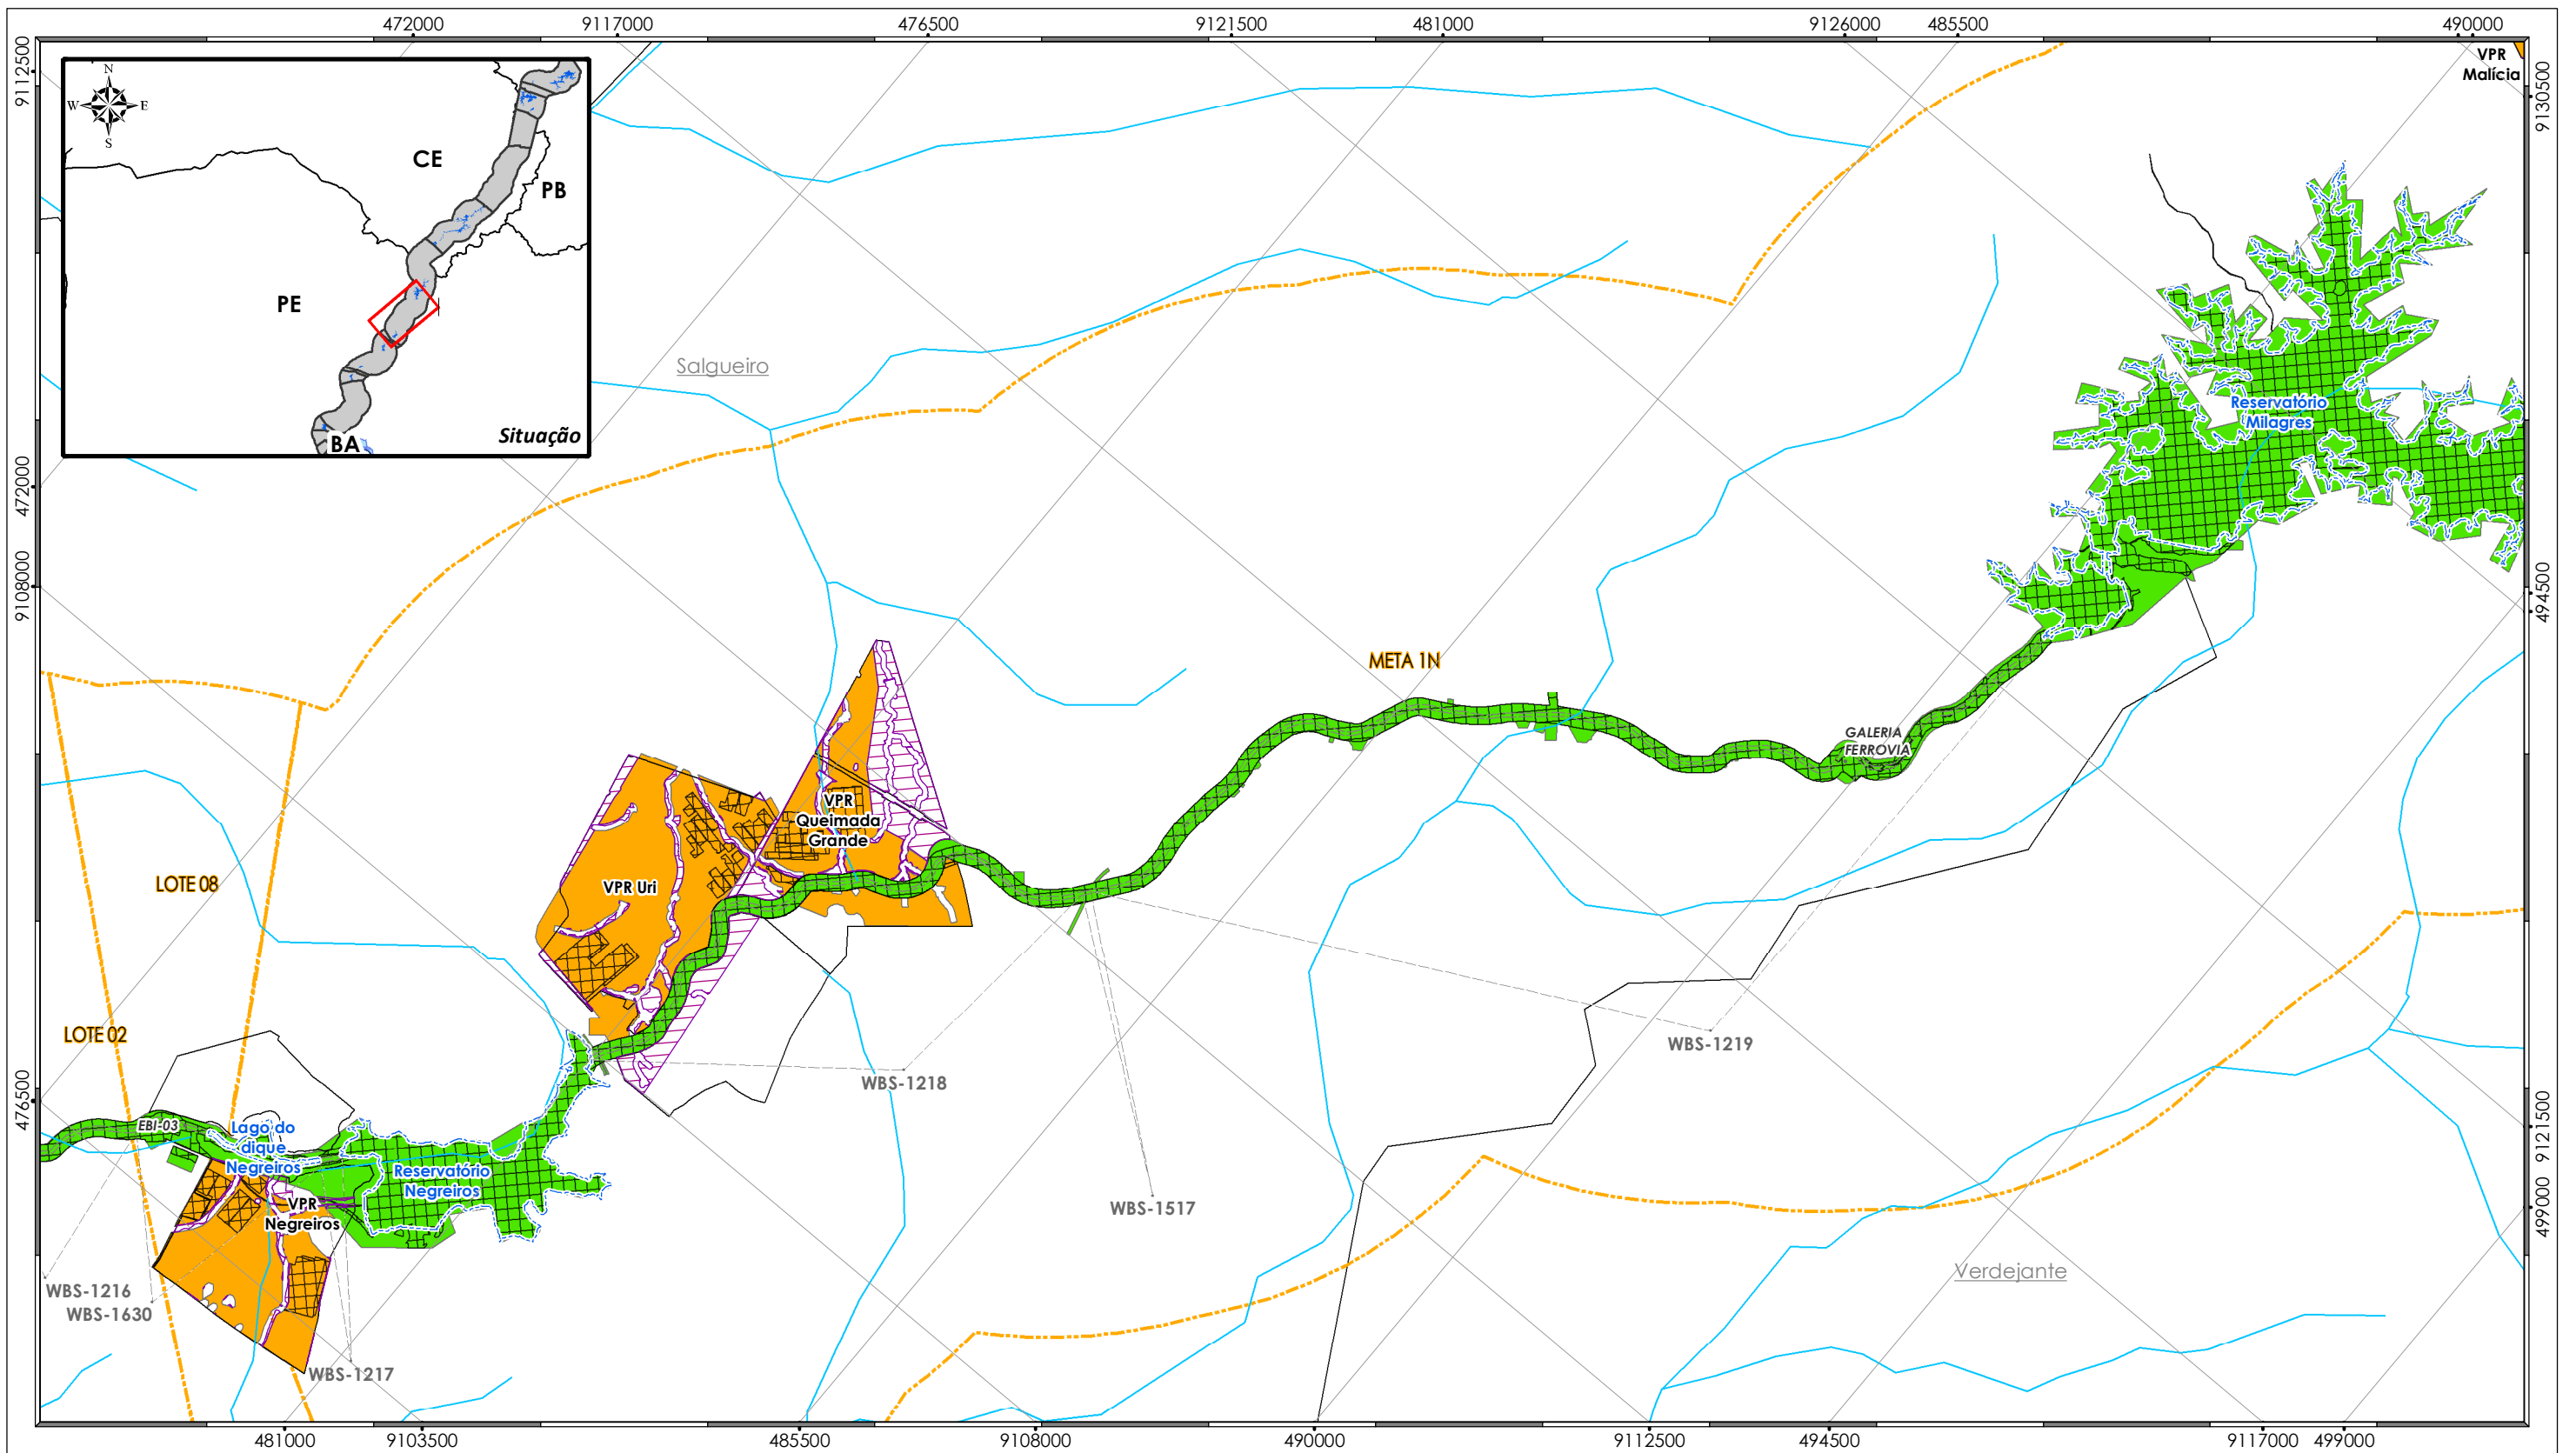 472000
9117000
476500
9121500
481000
9126000
485500
490000
9112500
472000
9108000
476500
9130500
494500
9121500
499000
N
W
E
S
CE
PB
PE
BA
Situação
VPR
Malícia
Salgueiro
Reservatório
Milagres
META 1N
GALERIA
FERROVIA
VPR
Queimada
Grande
VPR Uri
LOTE 08
LOTE 02
WBS-1219
WBS-1218
EBI-03
Lago do
dique
Negreiros
Reservatório
Negreiros
VPR
Negreiros
WBS-1517
Verdejante
WBS-1216
WBS-1630
WBS-1217
481000
9103500
485500
9108000
490000
9112500
494500
9117000
499000